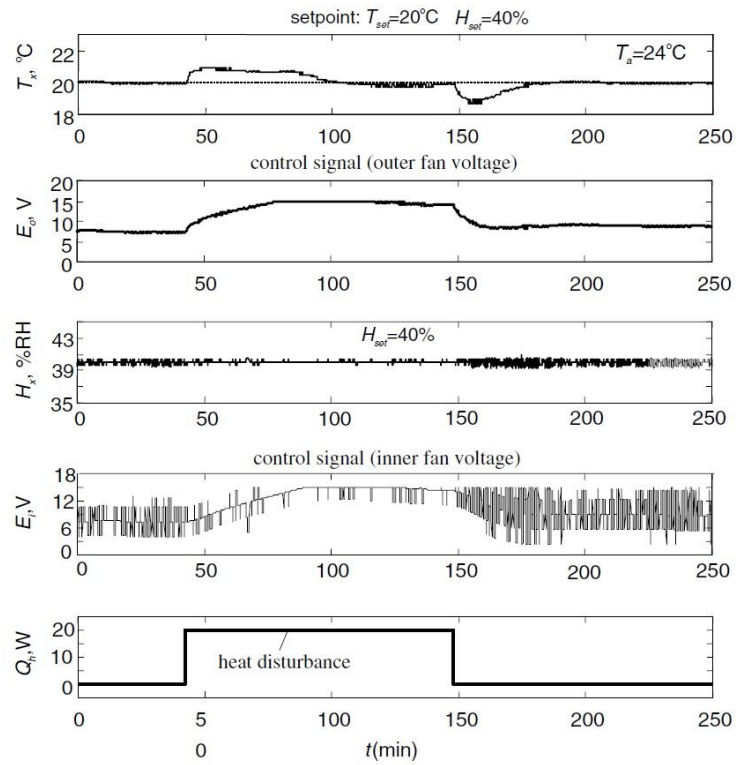 setpoint: Tset=20°C Hset=40%
Tx, °C
22
20
18
Ta=24°C
0 50 100 150 200 250
control signal (outer fan voltage)
Eo, V
20
15
10
5
0
0 50 100 150 200 250
Hx, %RH
43
39
35
Hset=40%
0 50 100 150 200 250
control signal (inner fan voltage)
Ei,V
18
12
6
0
0 50 100 150 200 250
Qh,W
20
10
0
heat disturbance
0 5 100 150 200 250
0 t(min)